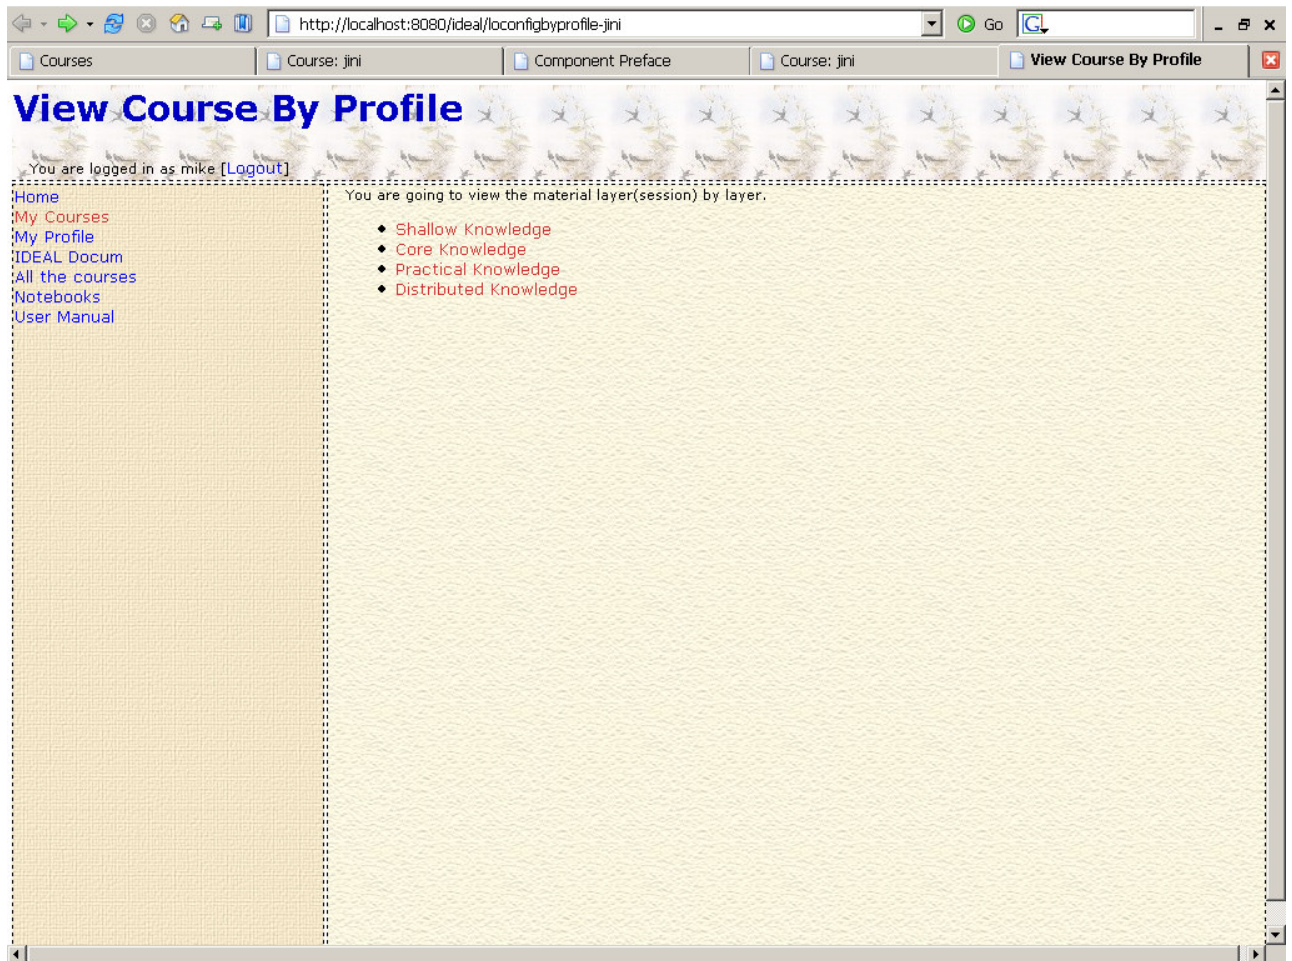 http://localhost:8080/ideal/loconfigbyprofile-jini
Go
Courses
Course: jini
Component Preface
Course: jini
View Course By Profile
View Course By Profile
You are logged in as mike [Logout]
Home
My Courses
My Profile
IDEAL Docum
All the courses
Notebooks
User Manual
You are going to view the material layer(session) by layer.
Shallow Knowledge
Core Knowledge
Practical Knowledge
Distributed Knowledge